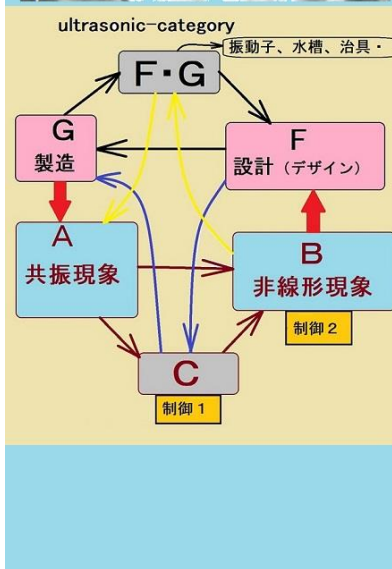 ultrasonic-category
振動子、水槽、治具・
F・G
G
製造
F
設計（デザイン）
A
共振現象
B
非線形現象
制御２
C
制御１